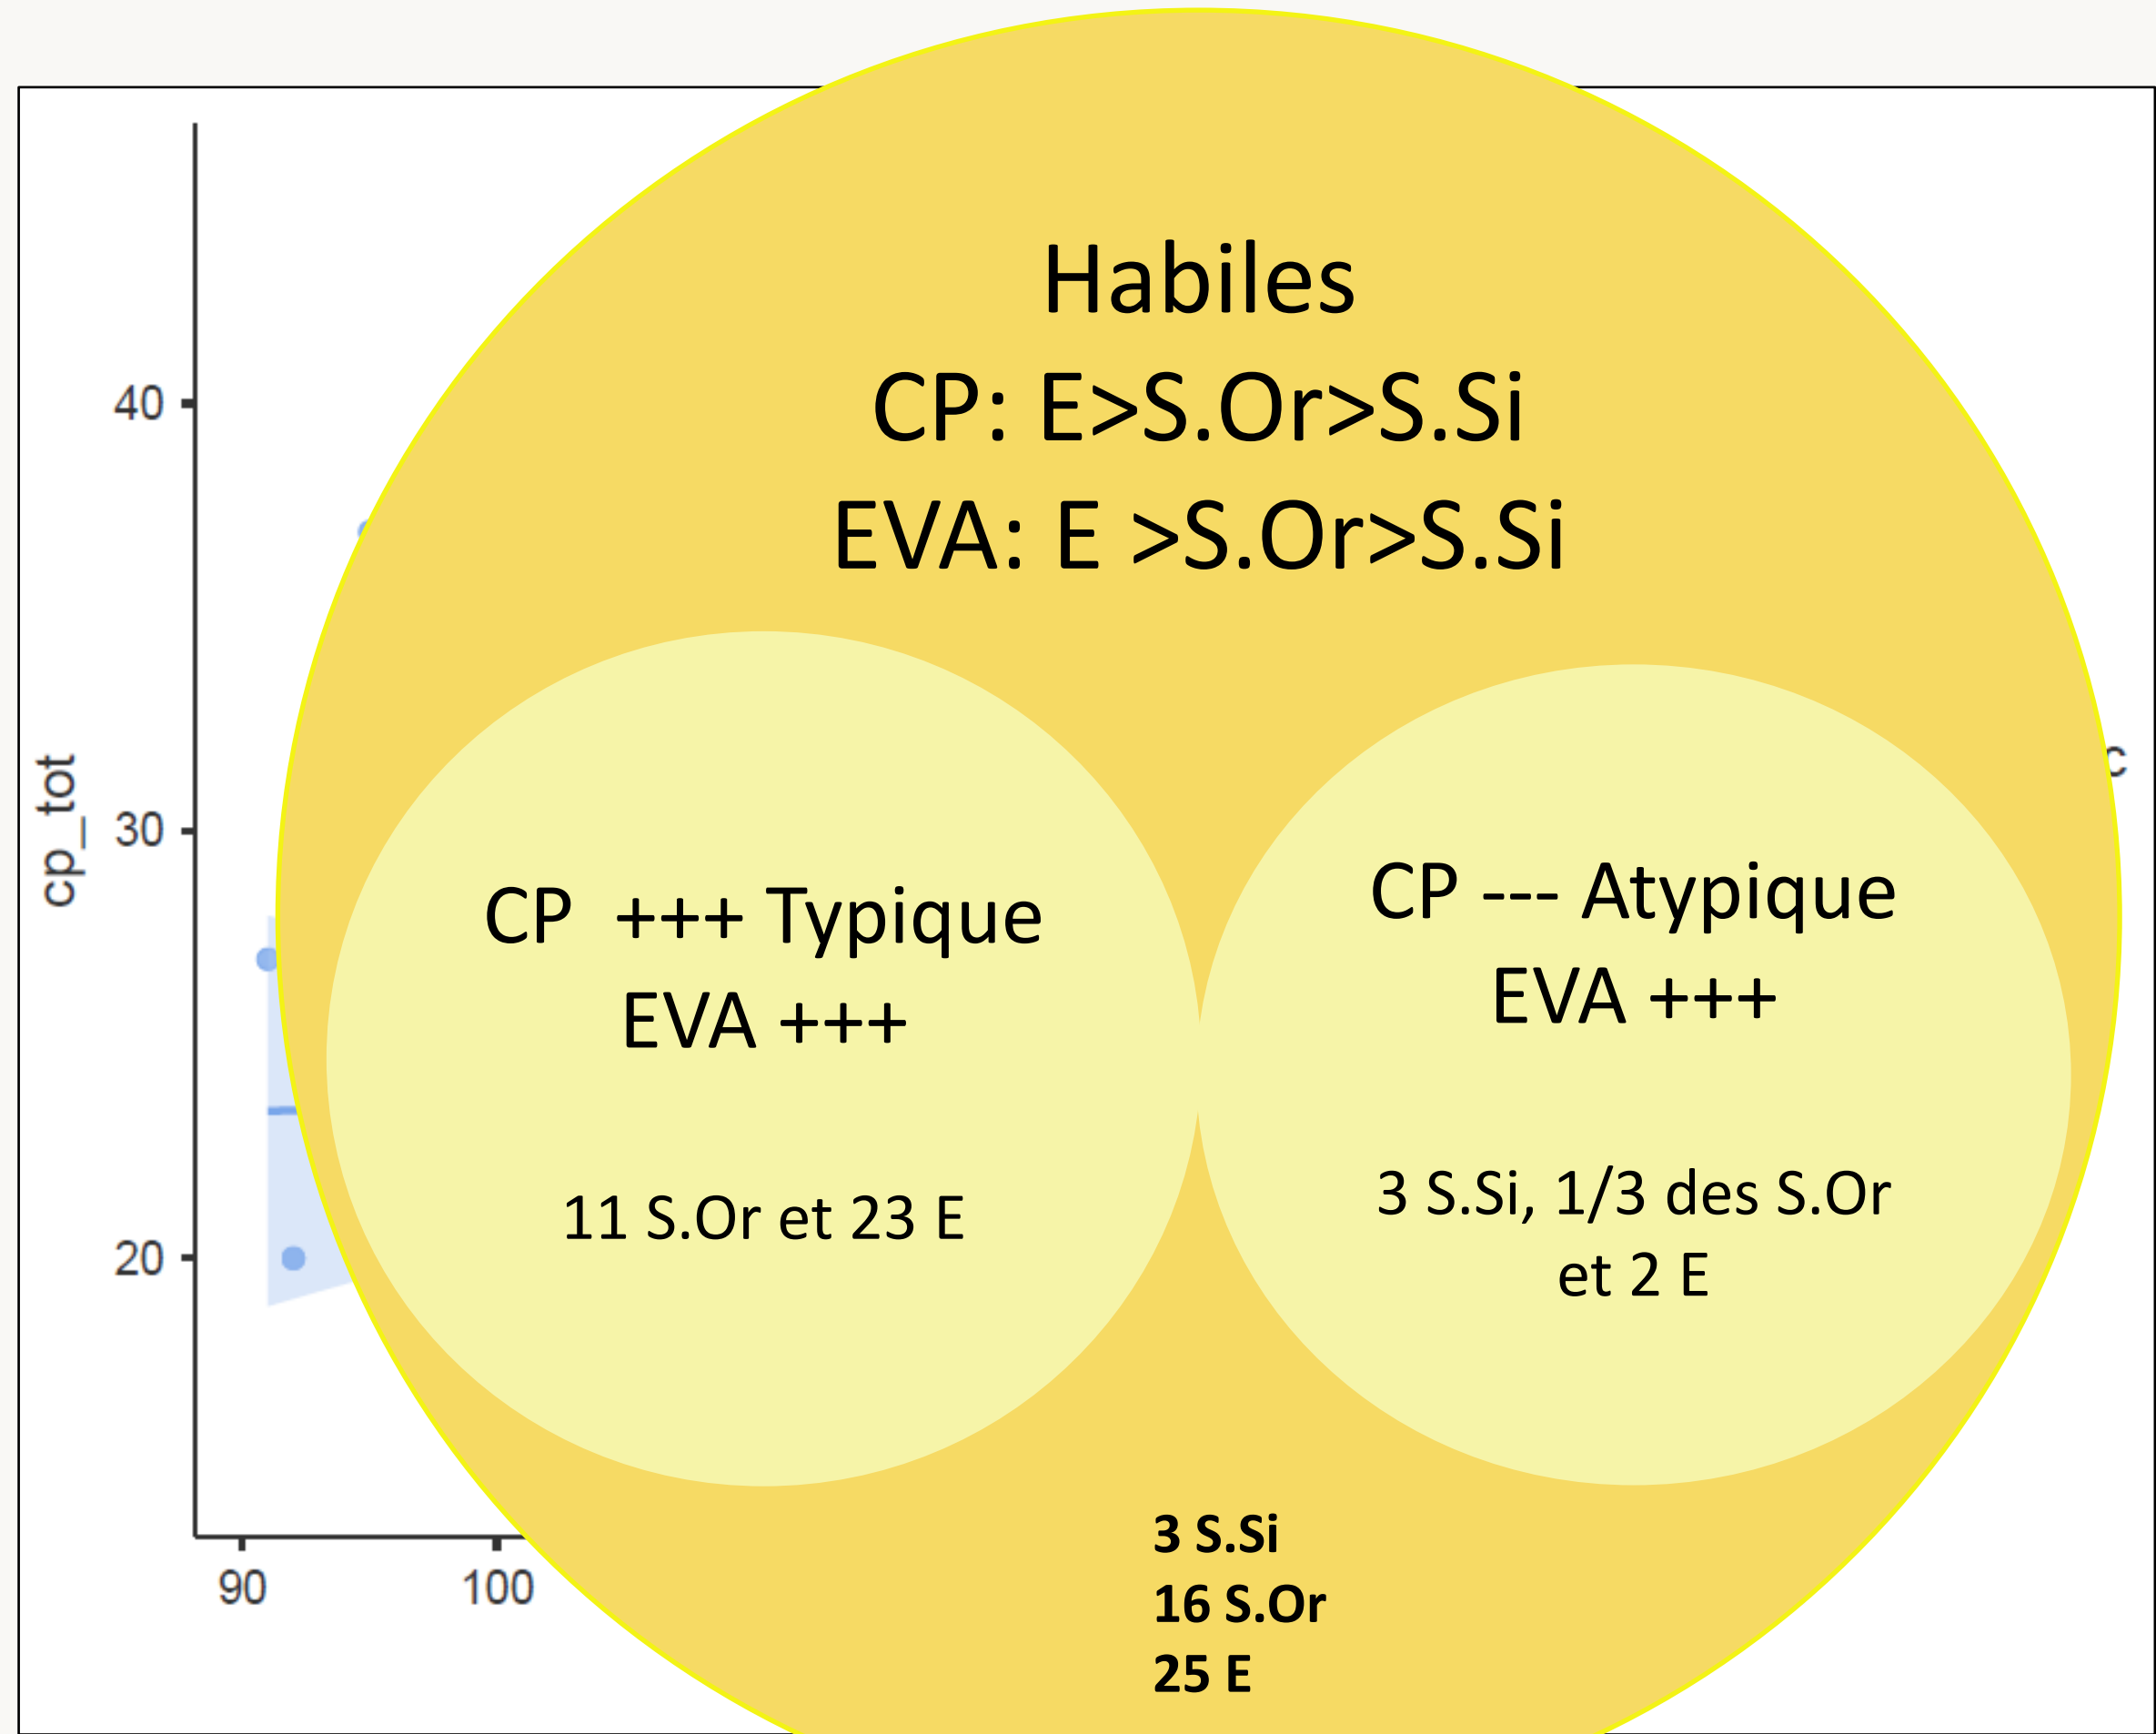 Habiles
CP: E>S.Or>S.Si
EVA: E >S.Or>S.Si
40
cp_tot
30
20
CP +++ Typique
EVA +++
11 S.Or et 23 E
CP --- Atypique
EVA +++
3 S.Si, 1/3 des S.Or
et 2 E
c
90
100
3 S.Si
16 S.Or
25 E